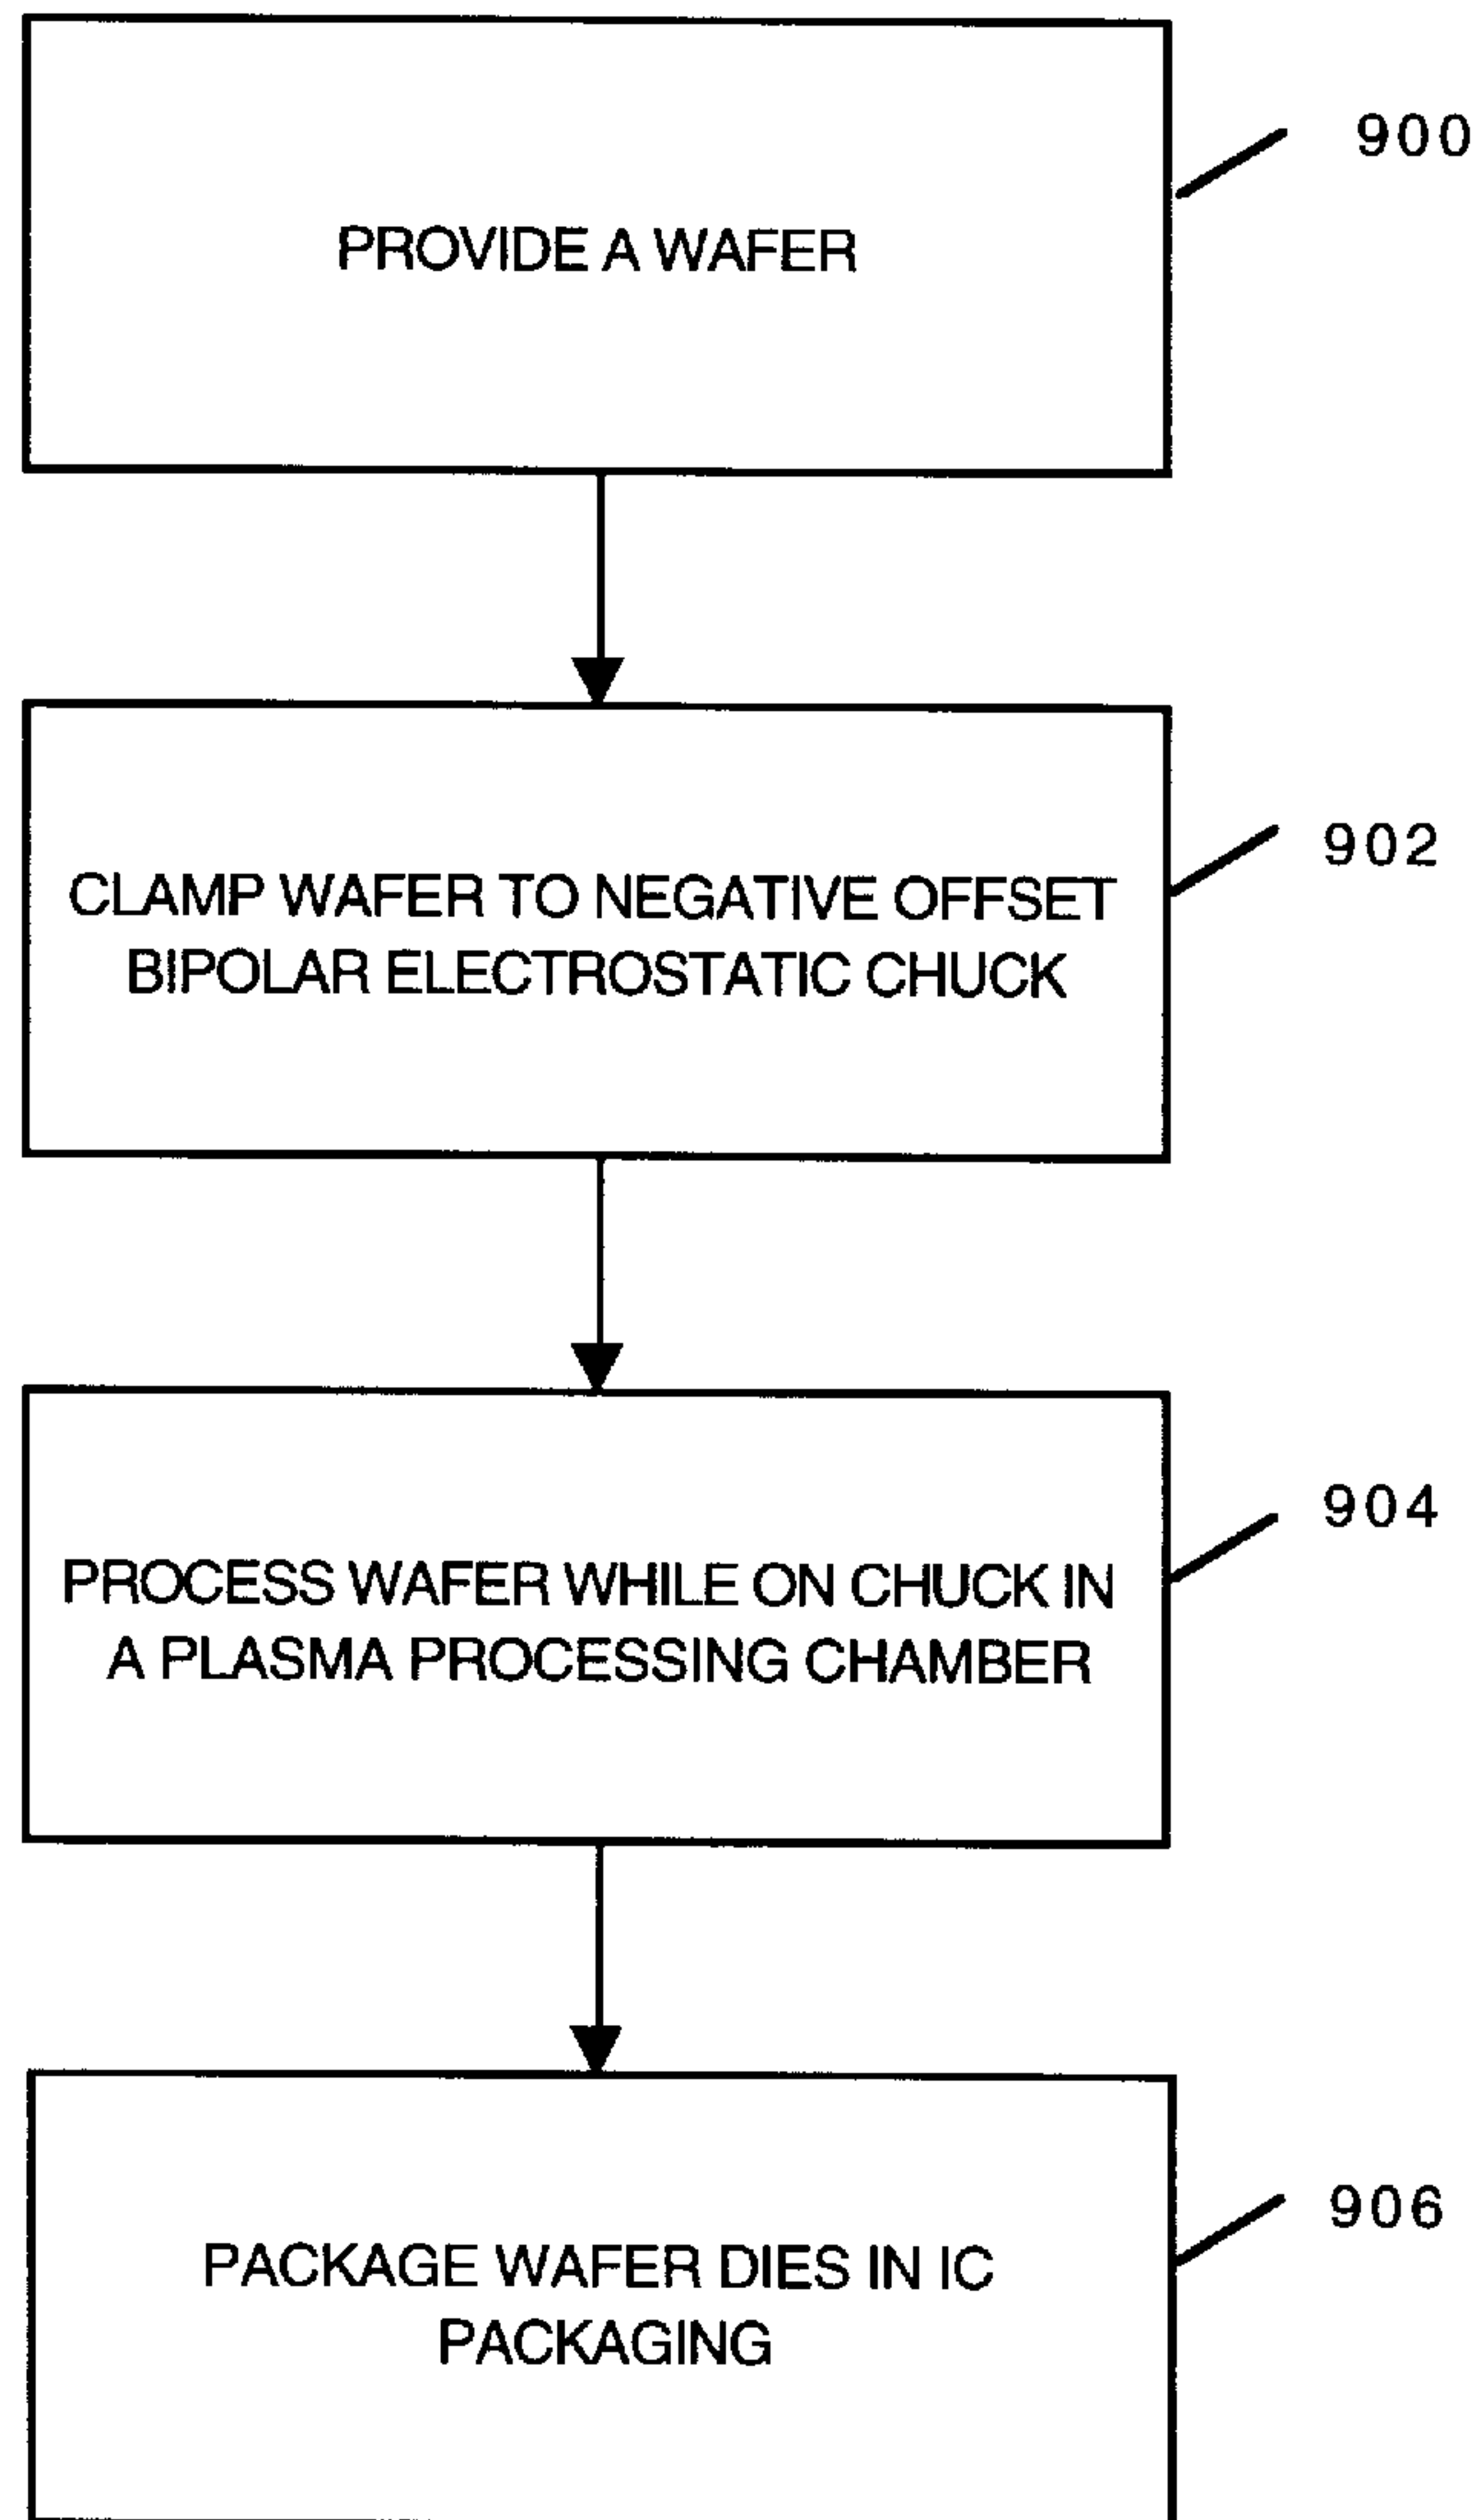 PROVIDE A WAFER
900
CLAMP WAFER TO NEGATIVE OFFSET
BIPOLAR ELECTROSTATIC CHUCK
902
PROCESS WAFER WHILE ON CHUCK IN
A PLASMA PROCESSING CHAMBER
904
PACKAGE WAFER DIES IN IC
PACKAGING
906